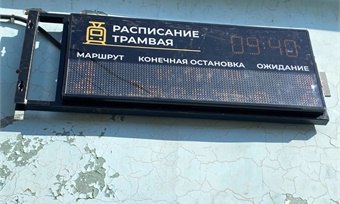 РАСПИСАНИЕ
ТРАМВАЯ
09:40
МАРШРУТ КОНЕЧНАЯ ОСТАНОВКА ОЖИДАНИЕ